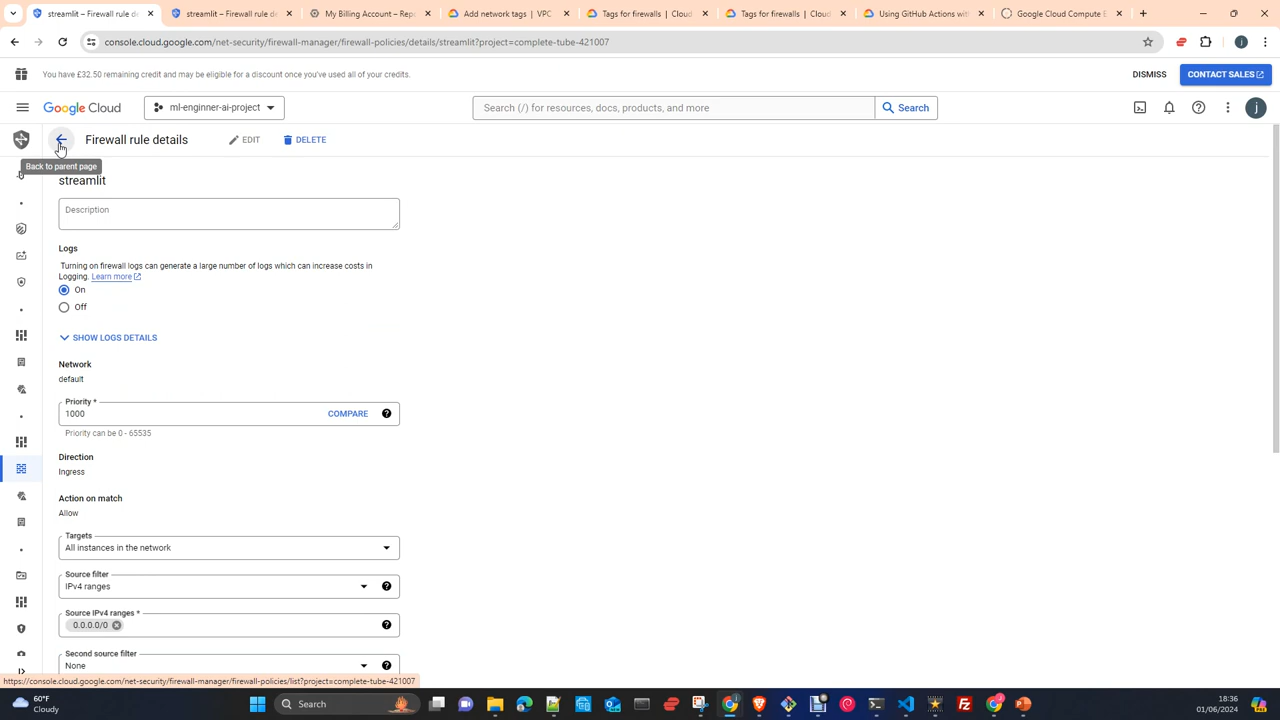 streamlit – Firewall rule de
streamlit – Firewall rule de
My Billing Account – Repo
Add network tags | VPC
Tags for firewalls | Cloud
Tags for firewalls | Cloud
Using GitHub Actions wit
Google Cloud Compute E
console.cloud.google.com/net-security/firewall-manager/firewall-policies/details/streamlit?project=complete-tube-421007
You have £32.50 remaining credit and may be eligible for a discount once you've used all of your credits.
DISMISS
CONTACT SALES
Google Cloud
ml-enginner-ai-project
Search (/) for resources, docs, products, and more
Search
j
Firewall rule details
EDIT
DELETE
Back to parent page
streamlit
Description
Logs
Turning on firewall logs can generate a large number of logs which can increase costs in
Logging. Learn more
On
Off
SHOW LOGS DETAILS
Network
default
Priority *
1000
COMPARE
Priority can be 0 - 65535
Direction
Ingress
Action on match
Allow
Targets
All instances in the network
Source filter
IPv4 ranges
Source IPv4 ranges *
0.0.0.0/0
Second source filter
None
https://console.cloud.google.com/net-security/firewall-manager/firewall-policies/list?project=complete-tube-421007
60°F
Cloudy
Search
18:36
01/06/2024